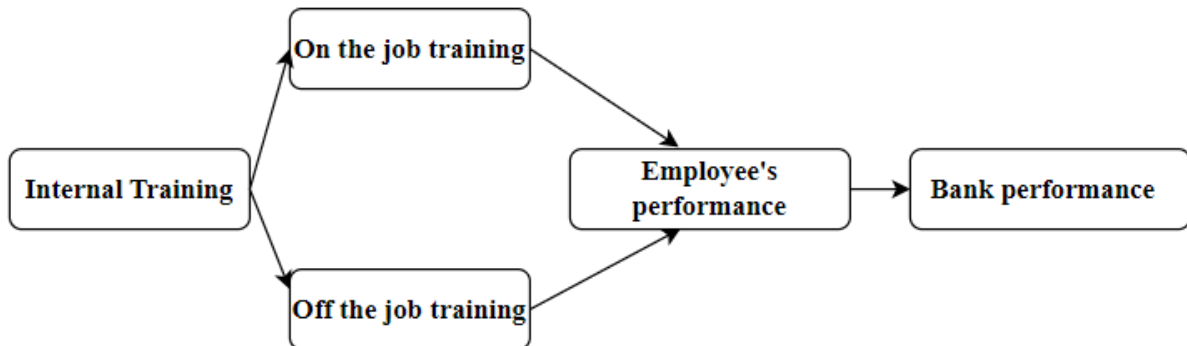 On the job training
Internal Training
Employee's
performance
Bank performance
Off the job training